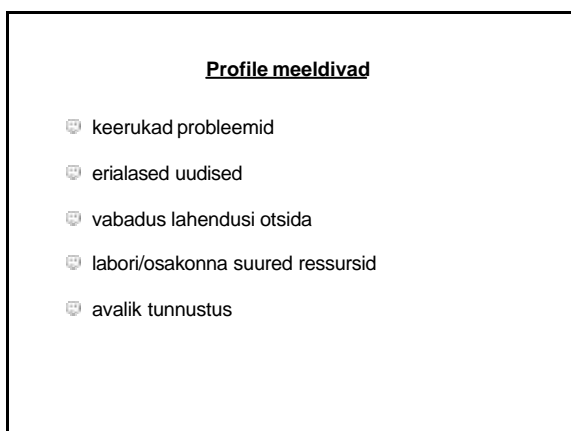 Profile meeldivad
keerukad probleemid
erialased uudised
vabadus lahendusi otsida
labori/osakonna suured ressursid
avalik tunnustus